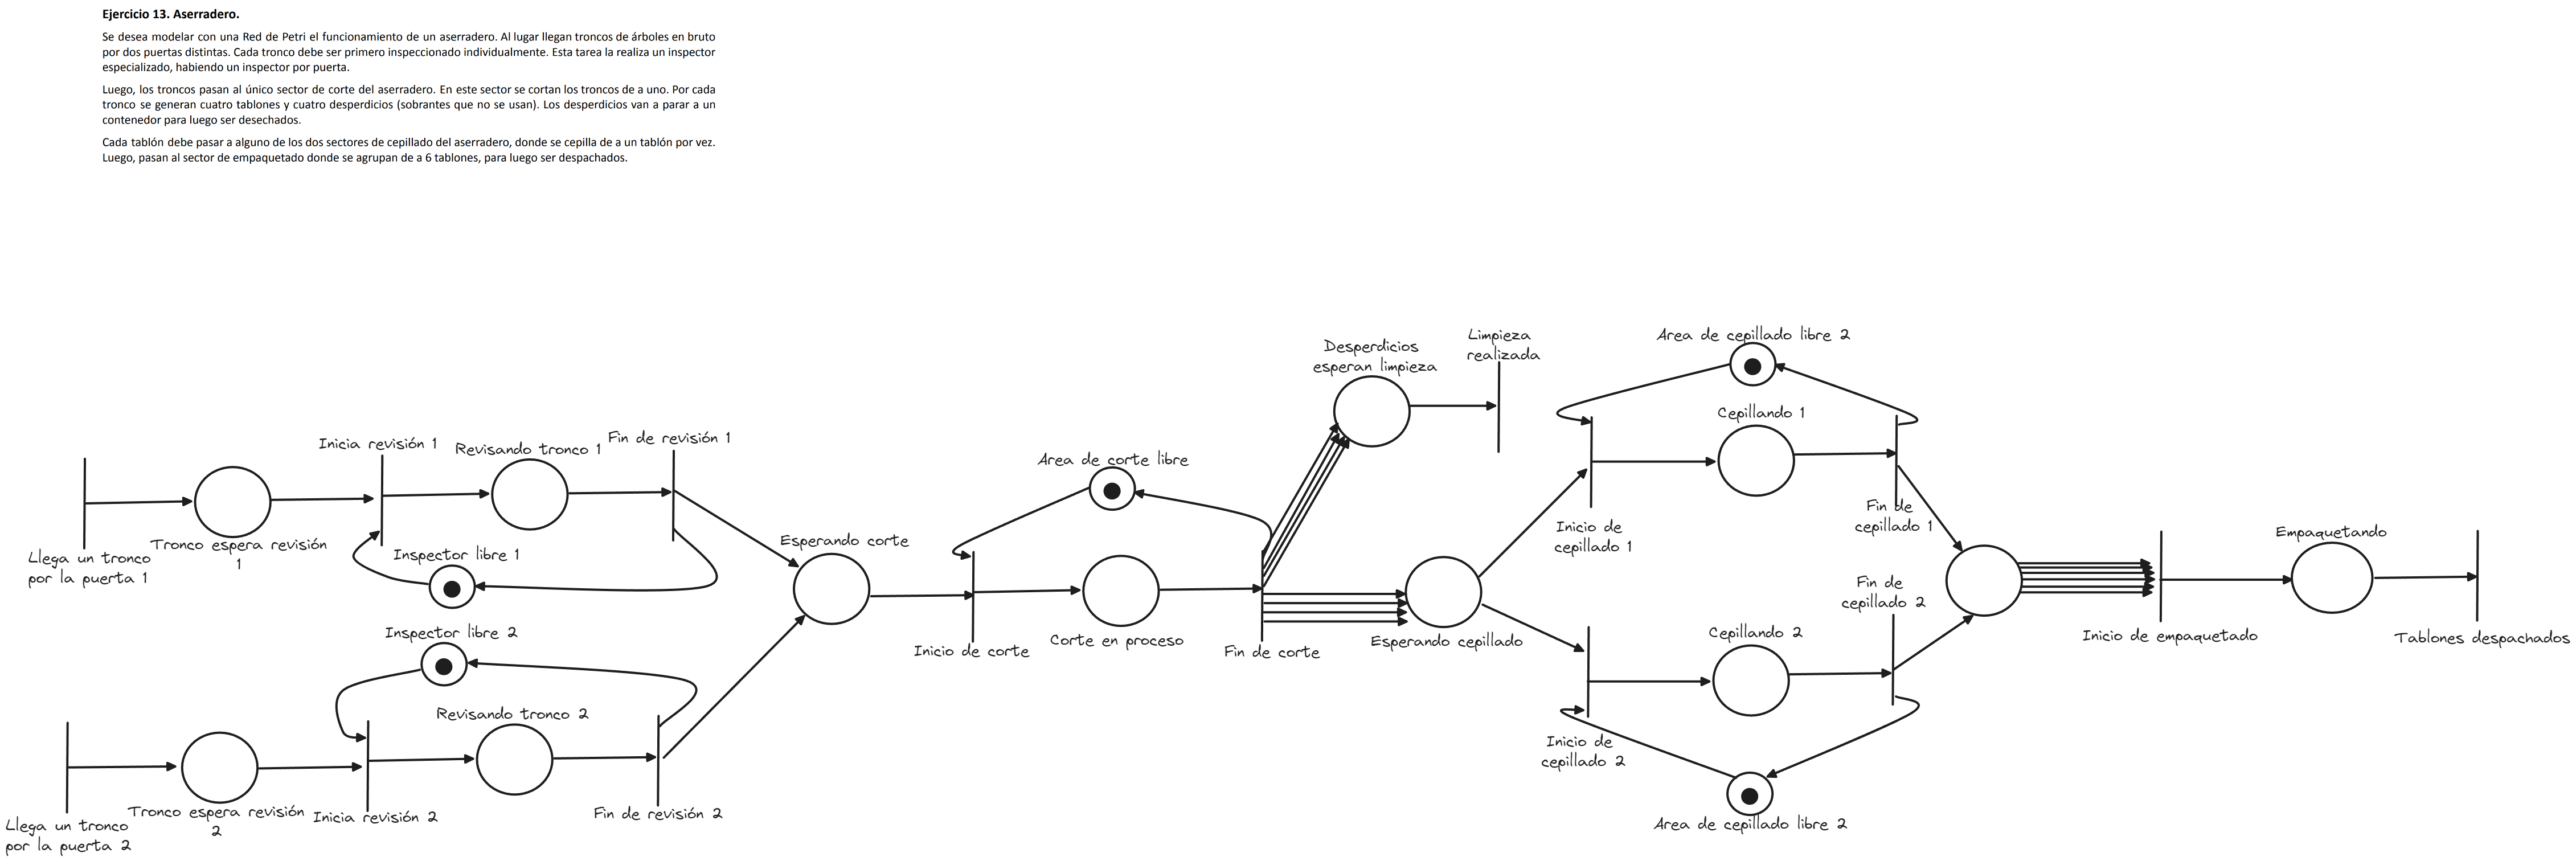 Ejercicio 13. Aserradero.
Se desea modelar con una Red de Petri el funcionamiento de un aserradero. Al lugar llegan troncos de árboles en bruto
por dos puertas distintas. Cada tronco debe ser primero inspeccionado individualmente. Esta tarea la realiza un inspector
especializado, habiendo un inspector por puerta.
Luego, los troncos pasan al único sector de corte del aserradero. En este sector se cortan los troncos de a uno. Por cada
tronco se generan cuatro tablones y cuatro desperdicios (sobrantes que no se usan). Los desperdicios van a parar a un
contenedor para luego ser desechados.
Cada tablón debe pasar a alguno de los dos sectores de cepillado del aserradero, donde se cepilla de a un tablón por vez.
Luego, pasan al sector de empaquetado donde se agrupan de a 6 tablones, para luego ser despachados.
Llega un tronco
por la puerta 1
Tronco espera revisión
1
Inicia revisión 1
Revisando tronco 1
Fin de revisión 1
Inspector libre 1
Inspector libre 2
Llega un tronco
por la puerta 2
Tronco espera revisión
2
Inicia revisión 2
Revisando tronco 2
Fin de revisión 2
Esperando corte
Inicio de corte
Area de corte libre
Corte en proceso
Fin de corte
Desperdicios
esperan limpieza
Limpieza
realizada
Esperando cepillado
Area de cepillado libre 2
Cepillando 1
Inicio de
cepillado 1
Fin de
cepillado 1
Fin de
cepillado 2
Cepillando 2
Inicio de
cepillado 2
Area de cepillado libre 2
Inicio de empaquetado
Empaquetando
Tablones despachados